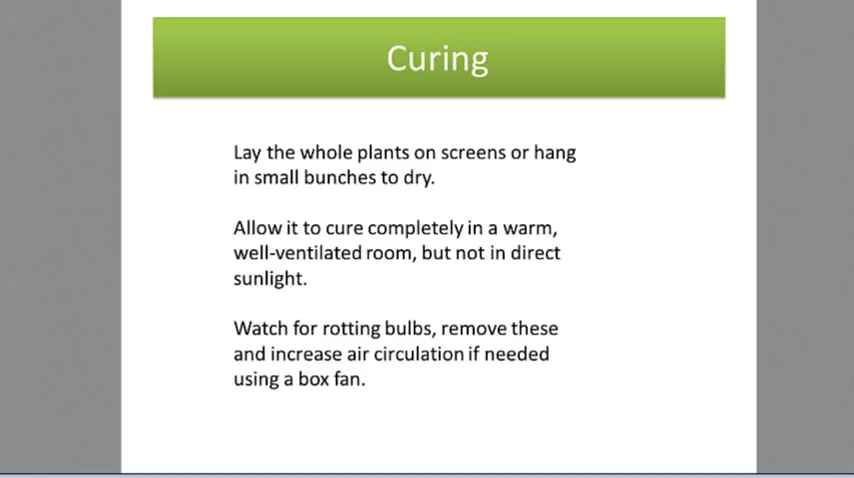 Curing
Lay the whole plants on screens or hang
in small bunches to dry.
Allow it to cure completely in a warm,
well-ventilated room, but not in direct
sunlight.
Watch for rotting bulbs, remove these
and increase air circulation if needed
using a box fan.